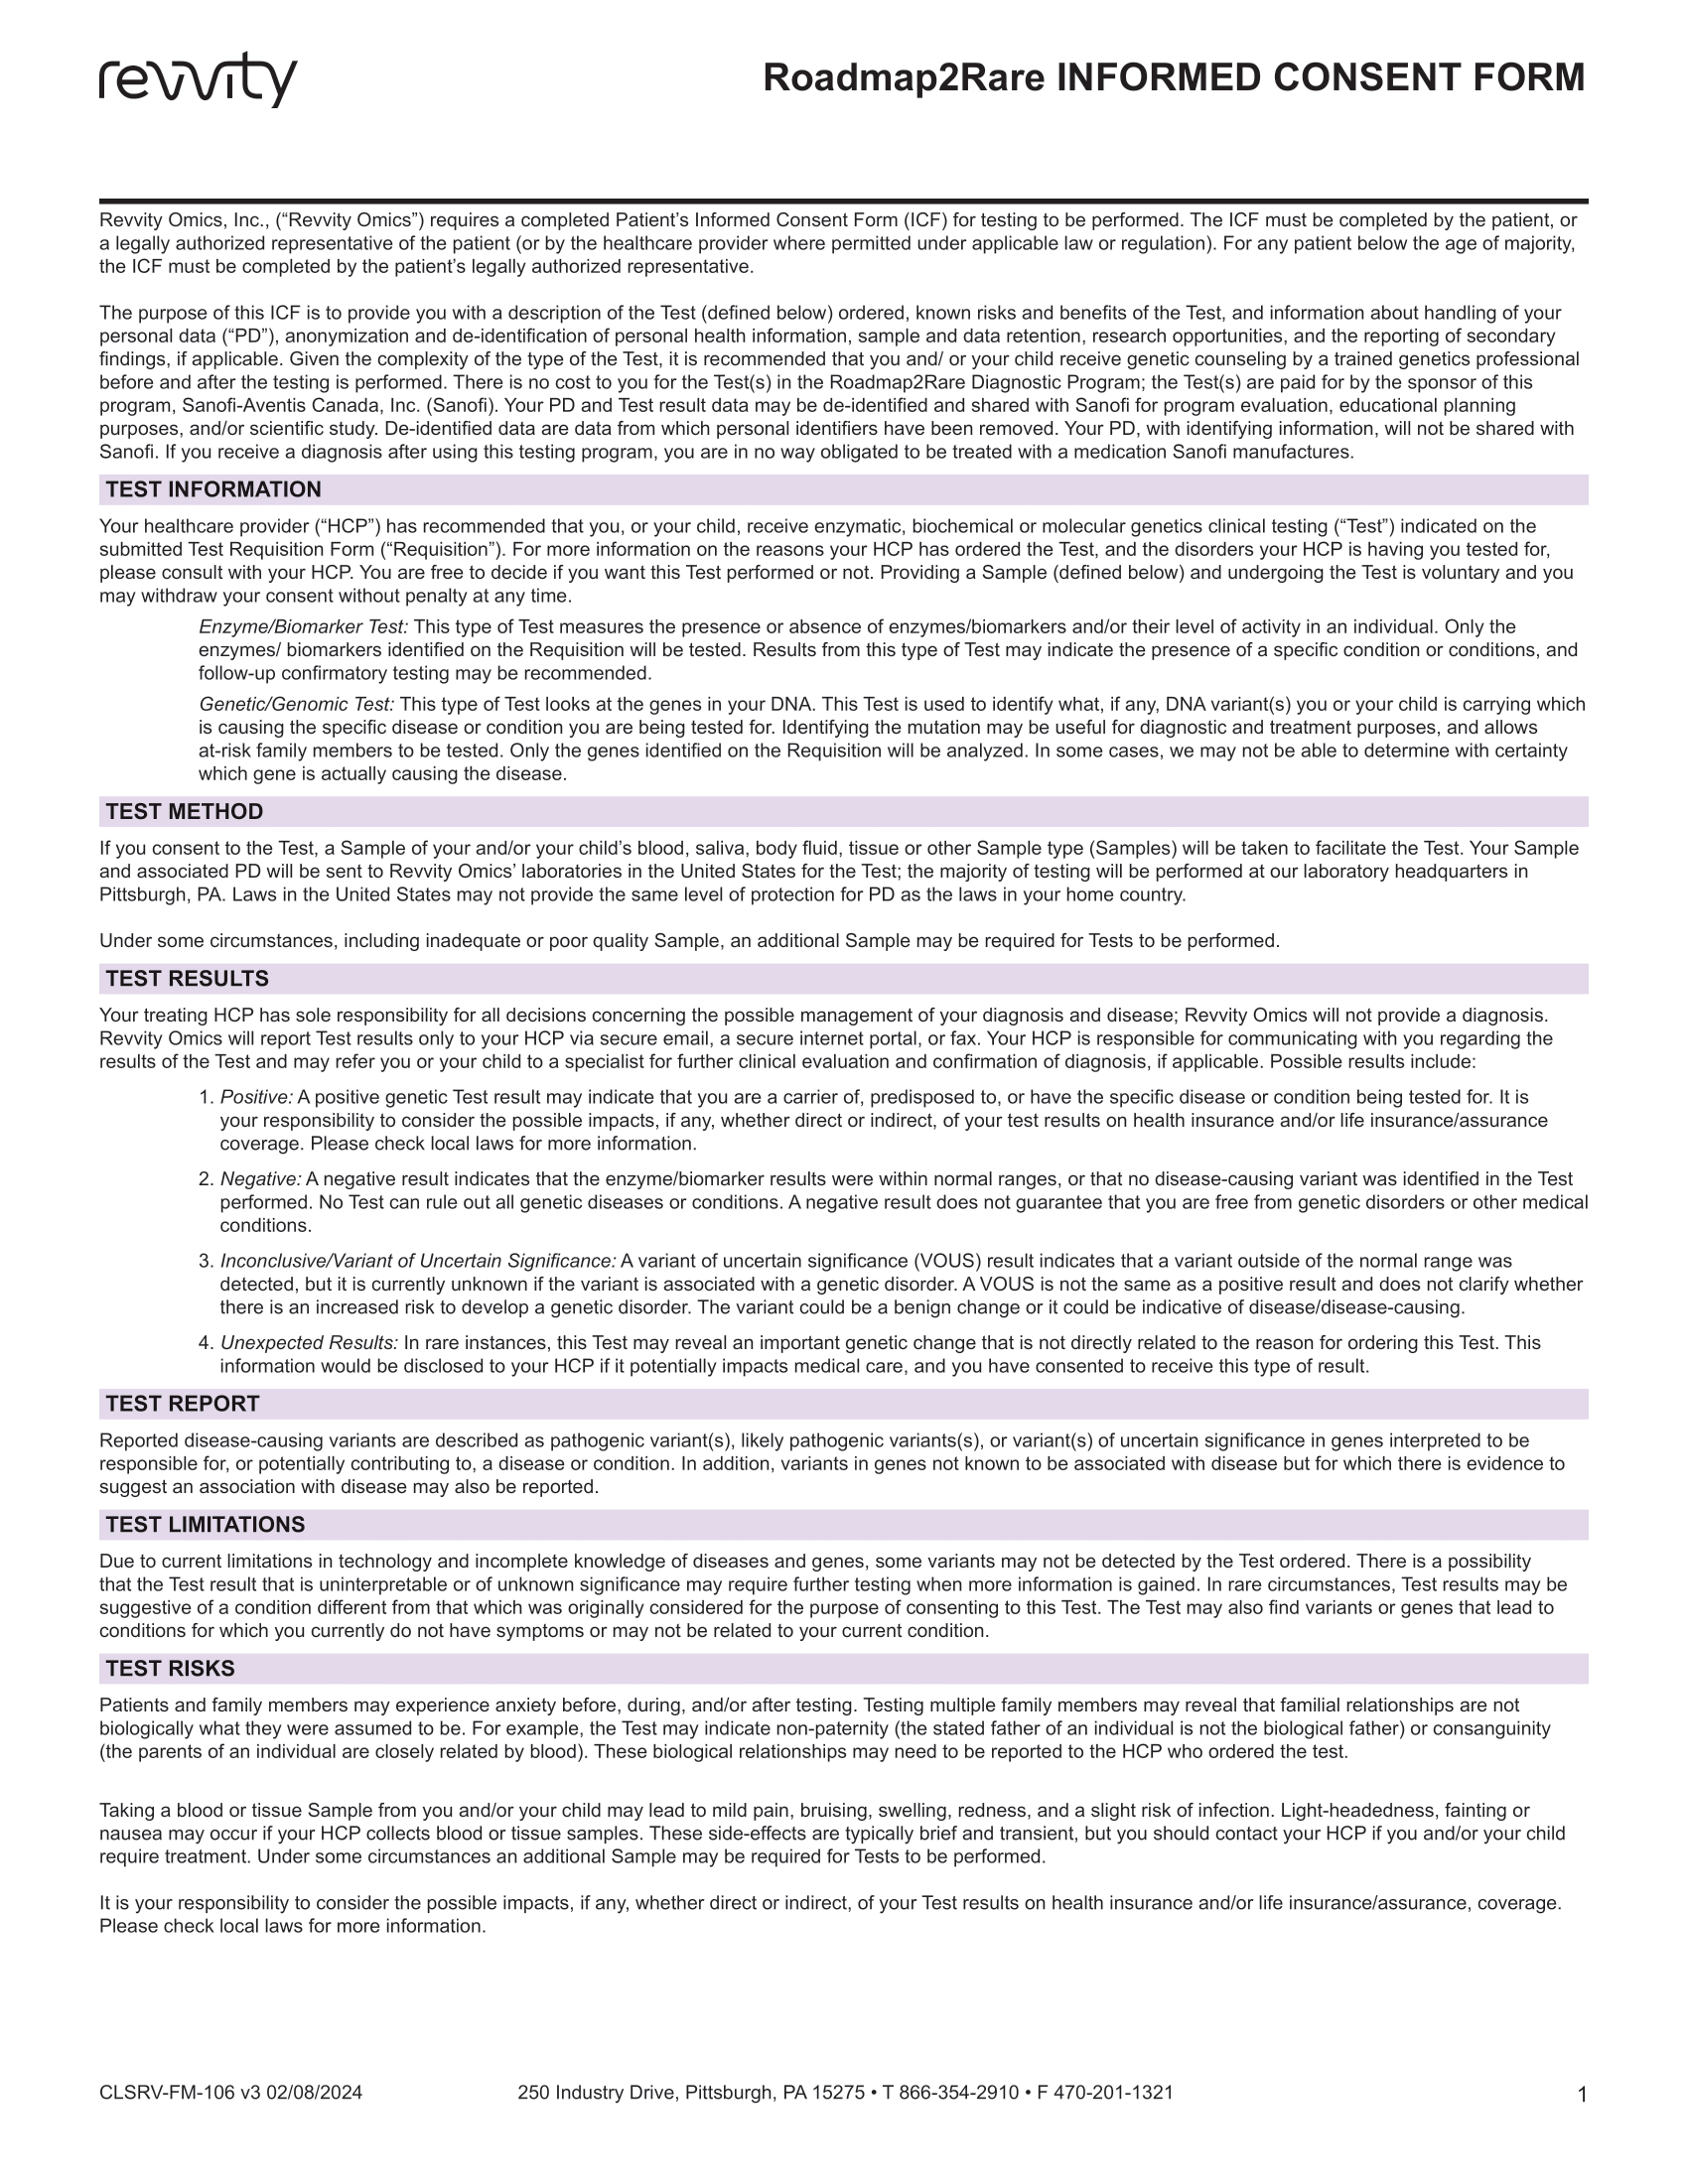 revvity
Roadmap2Rare INFORMED CONSENT FORM
Revvity Omics, Inc., (“Revvity Omics”) requires a completed Patient’s Informed Consent Form (ICF) for testing to be performed. The ICF must be completed by the patient, or
a legally authorized representative of the patient (or by the healthcare provider where permitted under applicable law or regulation). For any patient below the age of majority,
the ICF must be completed by the patient’s legally authorized representative.
The purpose of this ICF is to provide you with a description of the Test (defined below) ordered, known risks and benefits of the Test, and information about handling of your
personal data (“PD”), anonymization and de-identification of personal health information, sample and data retention, research opportunities, and the reporting of secondary
findings, if applicable. Given the complexity of the type of the Test, it is recommended that you and/ or your child receive genetic counseling by a trained genetics professional
before and after the testing is performed. There is no cost to you for the Test(s) in the Roadmap2Rare Diagnostic Program; the Test(s) are paid for by the sponsor of this
program, Sanofi-Aventis Canada, Inc. (Sanofi). Your PD and Test result data may be de-identified and shared with Sanofi for program evaluation, educational planning
purposes, and/or scientific study. De-identified data are data from which personal identifiers have been removed. Your PD, with identifying information, will not be shared with
Sanofi. If you receive a diagnosis after using this testing program, you are in no way obligated to be treated with a medication Sanofi manufactures.
TEST INFORMATION
Your healthcare provider (“HCP”) has recommended that you, or your child, receive enzymatic, biochemical or molecular genetics clinical testing (“Test”) indicated on the
submitted Test Requisition Form (“Requisition”). For more information on the reasons your HCP has ordered the Test, and the disorders your HCP is having you tested for,
please consult with your HCP. You are free to decide if you want this Test performed or not. Providing a Sample (defined below) and undergoing the Test is voluntary and you
may withdraw your consent without penalty at any time.
Enzyme/Biomarker Test: This type of Test measures the presence or absence of enzymes/biomarkers and/or their level of activity in an individual. Only the
enzymes/ biomarkers identified on the Requisition will be tested. Results from this type of Test may indicate the presence of a specific condition or conditions, and
follow-up confirmatory testing may be recommended.
Genetic/Genomic Test: This type of Test looks at the genes in your DNA. This Test is used to identify what, if any, DNA variant(s) you or your child is carrying which
is causing the specific disease or condition you are being tested for. Identifying the mutation may be useful for diagnostic and treatment purposes, and allows
at-risk family members to be tested. Only the genes identified on the Requisition will be analyzed. In some cases, we may not be able to determine with certainty
which gene is actually causing the disease.
TEST METHOD
If you consent to the Test, a Sample of your and/or your child’s blood, saliva, body fluid, tissue or other Sample type (Samples) will be taken to facilitate the Test. Your Sample
and associated PD will be sent to Revvity Omics’ laboratories in the United States for the Test; the majority of testing will be performed at our laboratory headquarters in
Pittsburgh, PA. Laws in the United States may not provide the same level of protection for PD as the laws in your home country.
Under some circumstances, including inadequate or poor quality Sample, an additional Sample may be required for Tests to be performed.
TEST RESULTS
Your treating HCP has sole responsibility for all decisions concerning the possible management of your diagnosis and disease; Revvity Omics will not provide a diagnosis.
Revvity Omics will report Test results only to your HCP via secure email, a secure internet portal, or fax. Your HCP is responsible for communicating with you regarding the
results of the Test and may refer you or your child to a specialist for further clinical evaluation and confirmation of diagnosis, if applicable. Possible results include:
1. Positive: A positive genetic Test result may indicate that you are a carrier of, predisposed to, or have the specific disease or condition being tested for. It is
your responsibility to consider the possible impacts, if any, whether direct or indirect, of your test results on health insurance and/or life insurance/assurance
coverage. Please check local laws for more information.
2. Negative: A negative result indicates that the enzyme/biomarker results were within normal ranges, or that no disease-causing variant was identified in the Test
performed. No Test can rule out all genetic diseases or conditions. A negative result does not guarantee that you are free from genetic disorders or other medical
conditions.
3. Inconclusive/Variant of Uncertain Significance: A variant of uncertain significance (VOUS) result indicates that a variant outside of the normal range was
detected, but it is currently unknown if the variant is associated with a genetic disorder. A VOUS is not the same as a positive result and does not clarify whether
there is an increased risk to develop a genetic disorder. The variant could be a benign change or it could be indicative of disease/disease-causing.
4. Unexpected Results: In rare instances, this Test may reveal an important genetic change that is not directly related to the reason for ordering this Test. This
information would be disclosed to your HCP if it potentially impacts medical care, and you have consented to receive this type of result.
TEST REPORT
Reported disease-causing variants are described as pathogenic variant(s), likely pathogenic variants(s), or variant(s) of uncertain significance in genes interpreted to be
responsible for, or potentially contributing to, a disease or condition. In addition, variants in genes not known to be associated with disease but for which there is evidence to
suggest an association with disease may also be reported.
TEST LIMITATIONS
Due to current limitations in technology and incomplete knowledge of diseases and genes, some variants may not be detected by the Test ordered. There is a possibility
that the Test result that is uninterpretable or of unknown significance may require further testing when more information is gained. In rare circumstances, Test results may be
suggestive of a condition different from that which was originally considered for the purpose of consenting to this Test. The Test may also find variants or genes that lead to
conditions for which you currently do not have symptoms or may not be related to your current condition.
TEST RISKS
Patients and family members may experience anxiety before, during, and/or after testing. Testing multiple family members may reveal that familial relationships are not
biologically what they were assumed to be. For example, the Test may indicate non-paternity (the stated father of an individual is not the biological father) or consanguinity
(the parents of an individual are closely related by blood). These biological relationships may need to be reported to the HCP who ordered the test.
Taking a blood or tissue Sample from you and/or your child may lead to mild pain, bruising, swelling, redness, and a slight risk of infection. Light-headedness, fainting or
nausea may occur if your HCP collects blood or tissue samples. These side-effects are typically brief and transient, but you should contact your HCP if you and/or your child
require treatment. Under some circumstances an additional Sample may be required for Tests to be performed.
It is your responsibility to consider the possible impacts, if any, whether direct or indirect, of your Test results on health insurance and/or life insurance/assurance, coverage.
Please check local laws for more information.
CLSRV-FM-106 v3 02/08/2024
250 Industry Drive, Pittsburgh, PA 15275 • T 866-354-2910 • F 470-201-1321
1